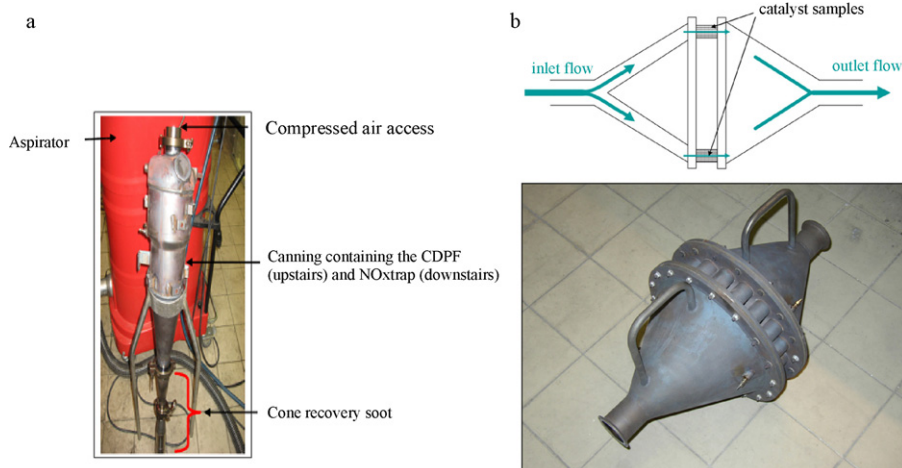 a
Aspirator
Compressed air access
Canning containing the CDPF
(upstairs) and NOxtrap (downstairs)
Cone recovery soot
b
catalyst samples
inlet flow
outlet flow